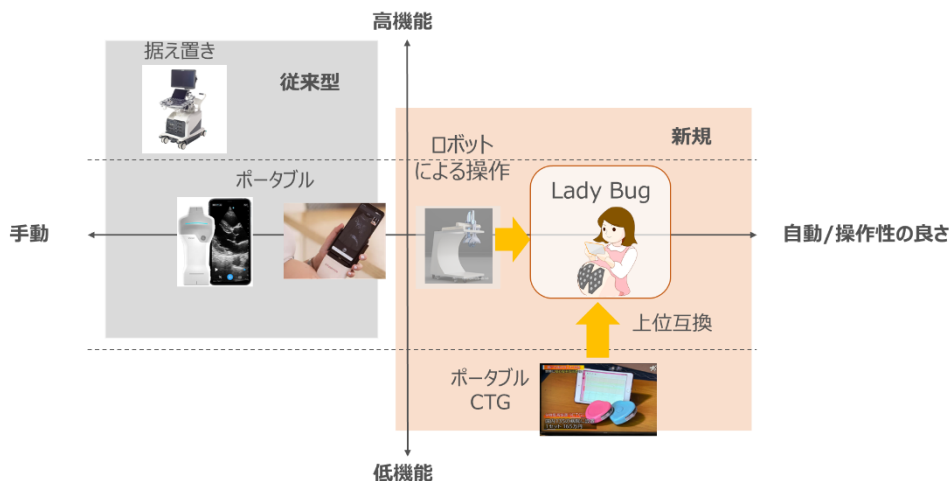 高機能
据え置き
従来型
新規
ロボット
による操作
ポータブル
Lady Bug
手動
自動/操作性の良さ
上位互換
ポータブル
CTG
低機能